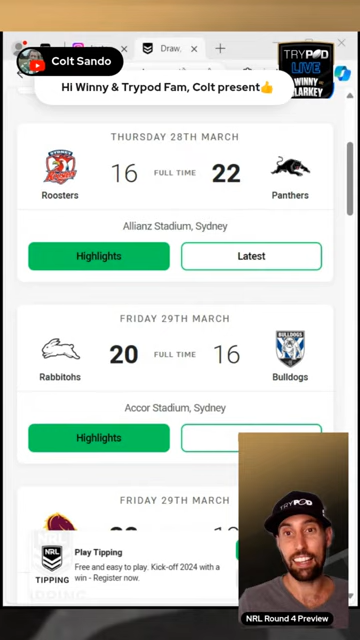 Draw,
Colt Sando
Hi Winny & Trypod Fam, Colt present👍
TRYPOD
LIVE
WINNY
LARKEY
THURSDAY 28TH MARCH
16 FULL TIME 22
Roosters Panthers
Allianz Stadium, Sydney
Highlights Latest
FRIDAY 29TH MARCH
20 FULL TIME 16
Rabbitohs Bulldogs
BULLDOGS
Accor Stadium, Sydney
Highlights
FRIDAY 29TH MARCH
NRL
TIPPING
Play Tipping
Free and easy to play. Kick-off 2024 with a
win - Register now.
TRYPOD
NRL Round 4 Preview